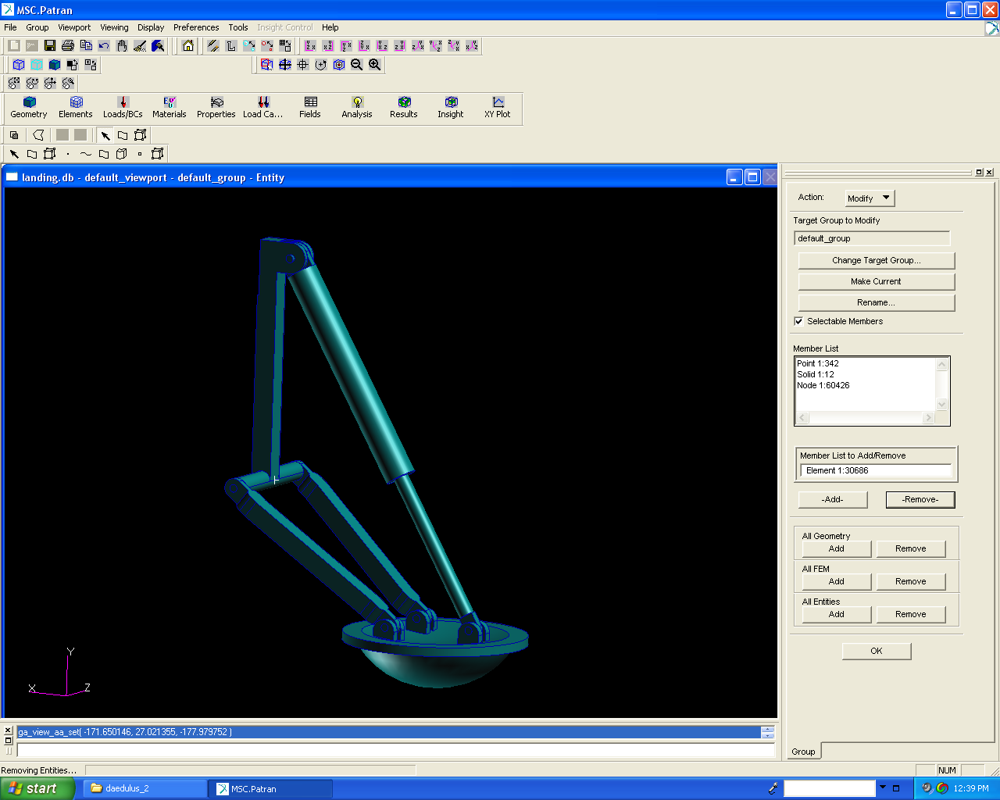 MSC.Patran
File Group Viewport Viewing Display Preferences Tools Insight Control Help
Geometry Elements Loads/BCs Materials Properties Load Ca... Fields Analysis Results Insight XY Plot
landing.db - default_viewport - default_group - Entity
Y
X
Z
ga_view_aa_set( -171.650146, 27.021355, -177.979752 )
Action: Modify
Target Group to Modify
default_group
Change Target Group...
Make Current
Rename...
Selectable Members
Member List
Point 1:342
Solid 1:12
Node 1:60426
Member List to Add/Remove
Element 1:30686
-Add- -Remove-
All Geometry
Add Remove
All FEM
Add Remove
All Entities
Add Remove
OK
Group
Removing Entities... NUM
start daedulus_2 MSC.Patran 12:39 PM